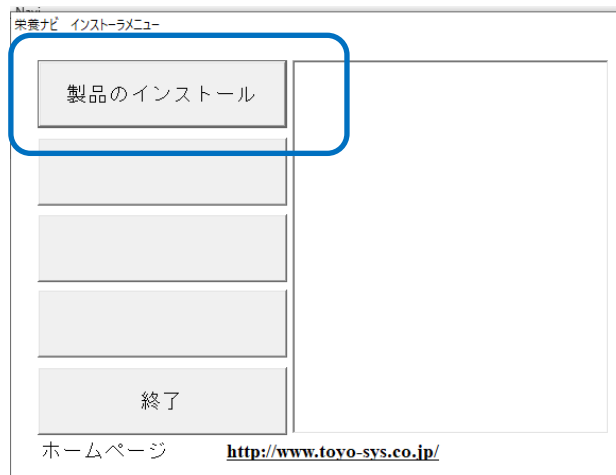 Navi
栄養ナビ インストーラメニュー
製品のインストール
終了
ホームページ http://www.toyo-sys.co.jp/